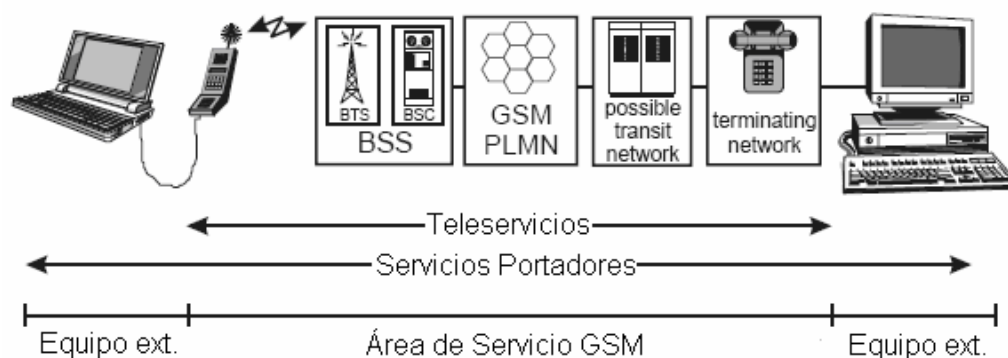 BTS
BSC
BSS
GSM
PLMN
possible
transit
network
terminating
network
Teleservicios
Servicios Portadores
Equipo ext.
Área de Servicio GSM
Equipo ext.